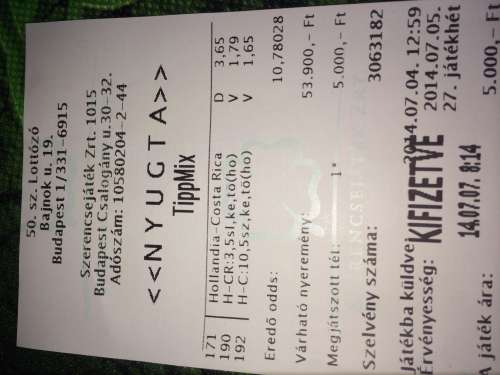 50. sz. Lottózó
Bajnok u. 19.
Budapest 1/331-6915
Szerencsejáték Zrt. 1015
Budapest Csalogány u.30-32.
Adószám: 10580204-2-44
<<NYUGTA>>
TippMix
171 Hollandia-Costa Rica D 3,65
190 H-CR:3,5sl,ke,tö(ho) V 1,79
192 H-C:10,5sz,ke,tö(ho) V 1,65
Eredő odds: 10,78028
Várható nyeremény: 53.900,- Ft
Megjátszott tét: 1* 5.000,- Ft
Szelvény száma: 3063182
Játékba küldve 2014.07.04. 12:59
Érvényesség: 2014.07.05.
KIFIZETVE 27. játékhét
14.07.07. 8:14
A játék ára: 5.000,- F